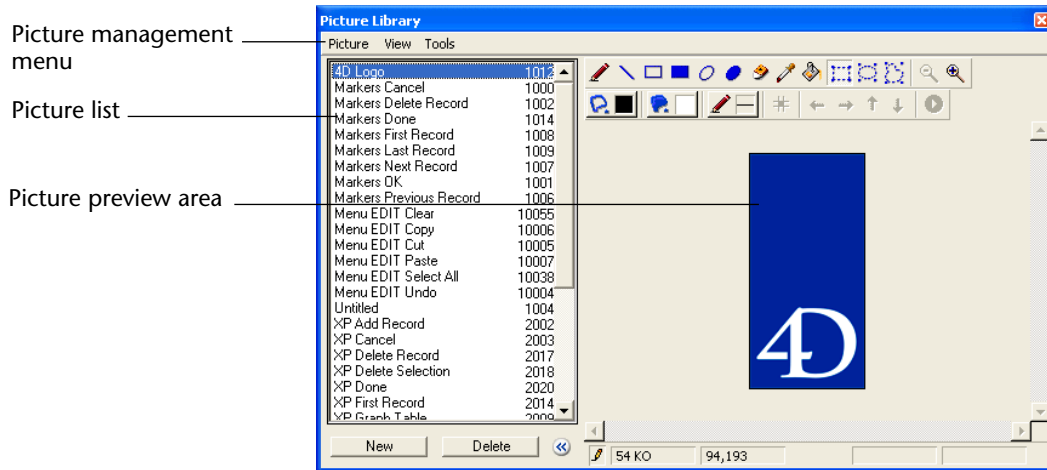 Picture Library
Picture management
menu
Picture View Tools
Picture list
4D Logo 1012
Markers Cancel 1000
Markers Delete Record 1002
Markers Done 1014
Markers First Record 1008
Markers Last Record 1009
Markers Next Record 1007
Markers OK 1001
Markers Previous Record 1006
Menu EDIT Clear 10055
Menu EDIT Copy 10006
Menu EDIT Cut 10005
Menu EDIT Paste 10007
Menu EDIT Select All 10038
Menu EDIT Undo 10004
Untitled 1004
XP Add Record 2002
XP Cancel 2003
XP Delete Record 2017
XP Delete Selection 2018
XP Done 2020
XP First Record 2014
XP Graph Table 2009
Picture preview area
4D
New Delete
54 KO 94,193